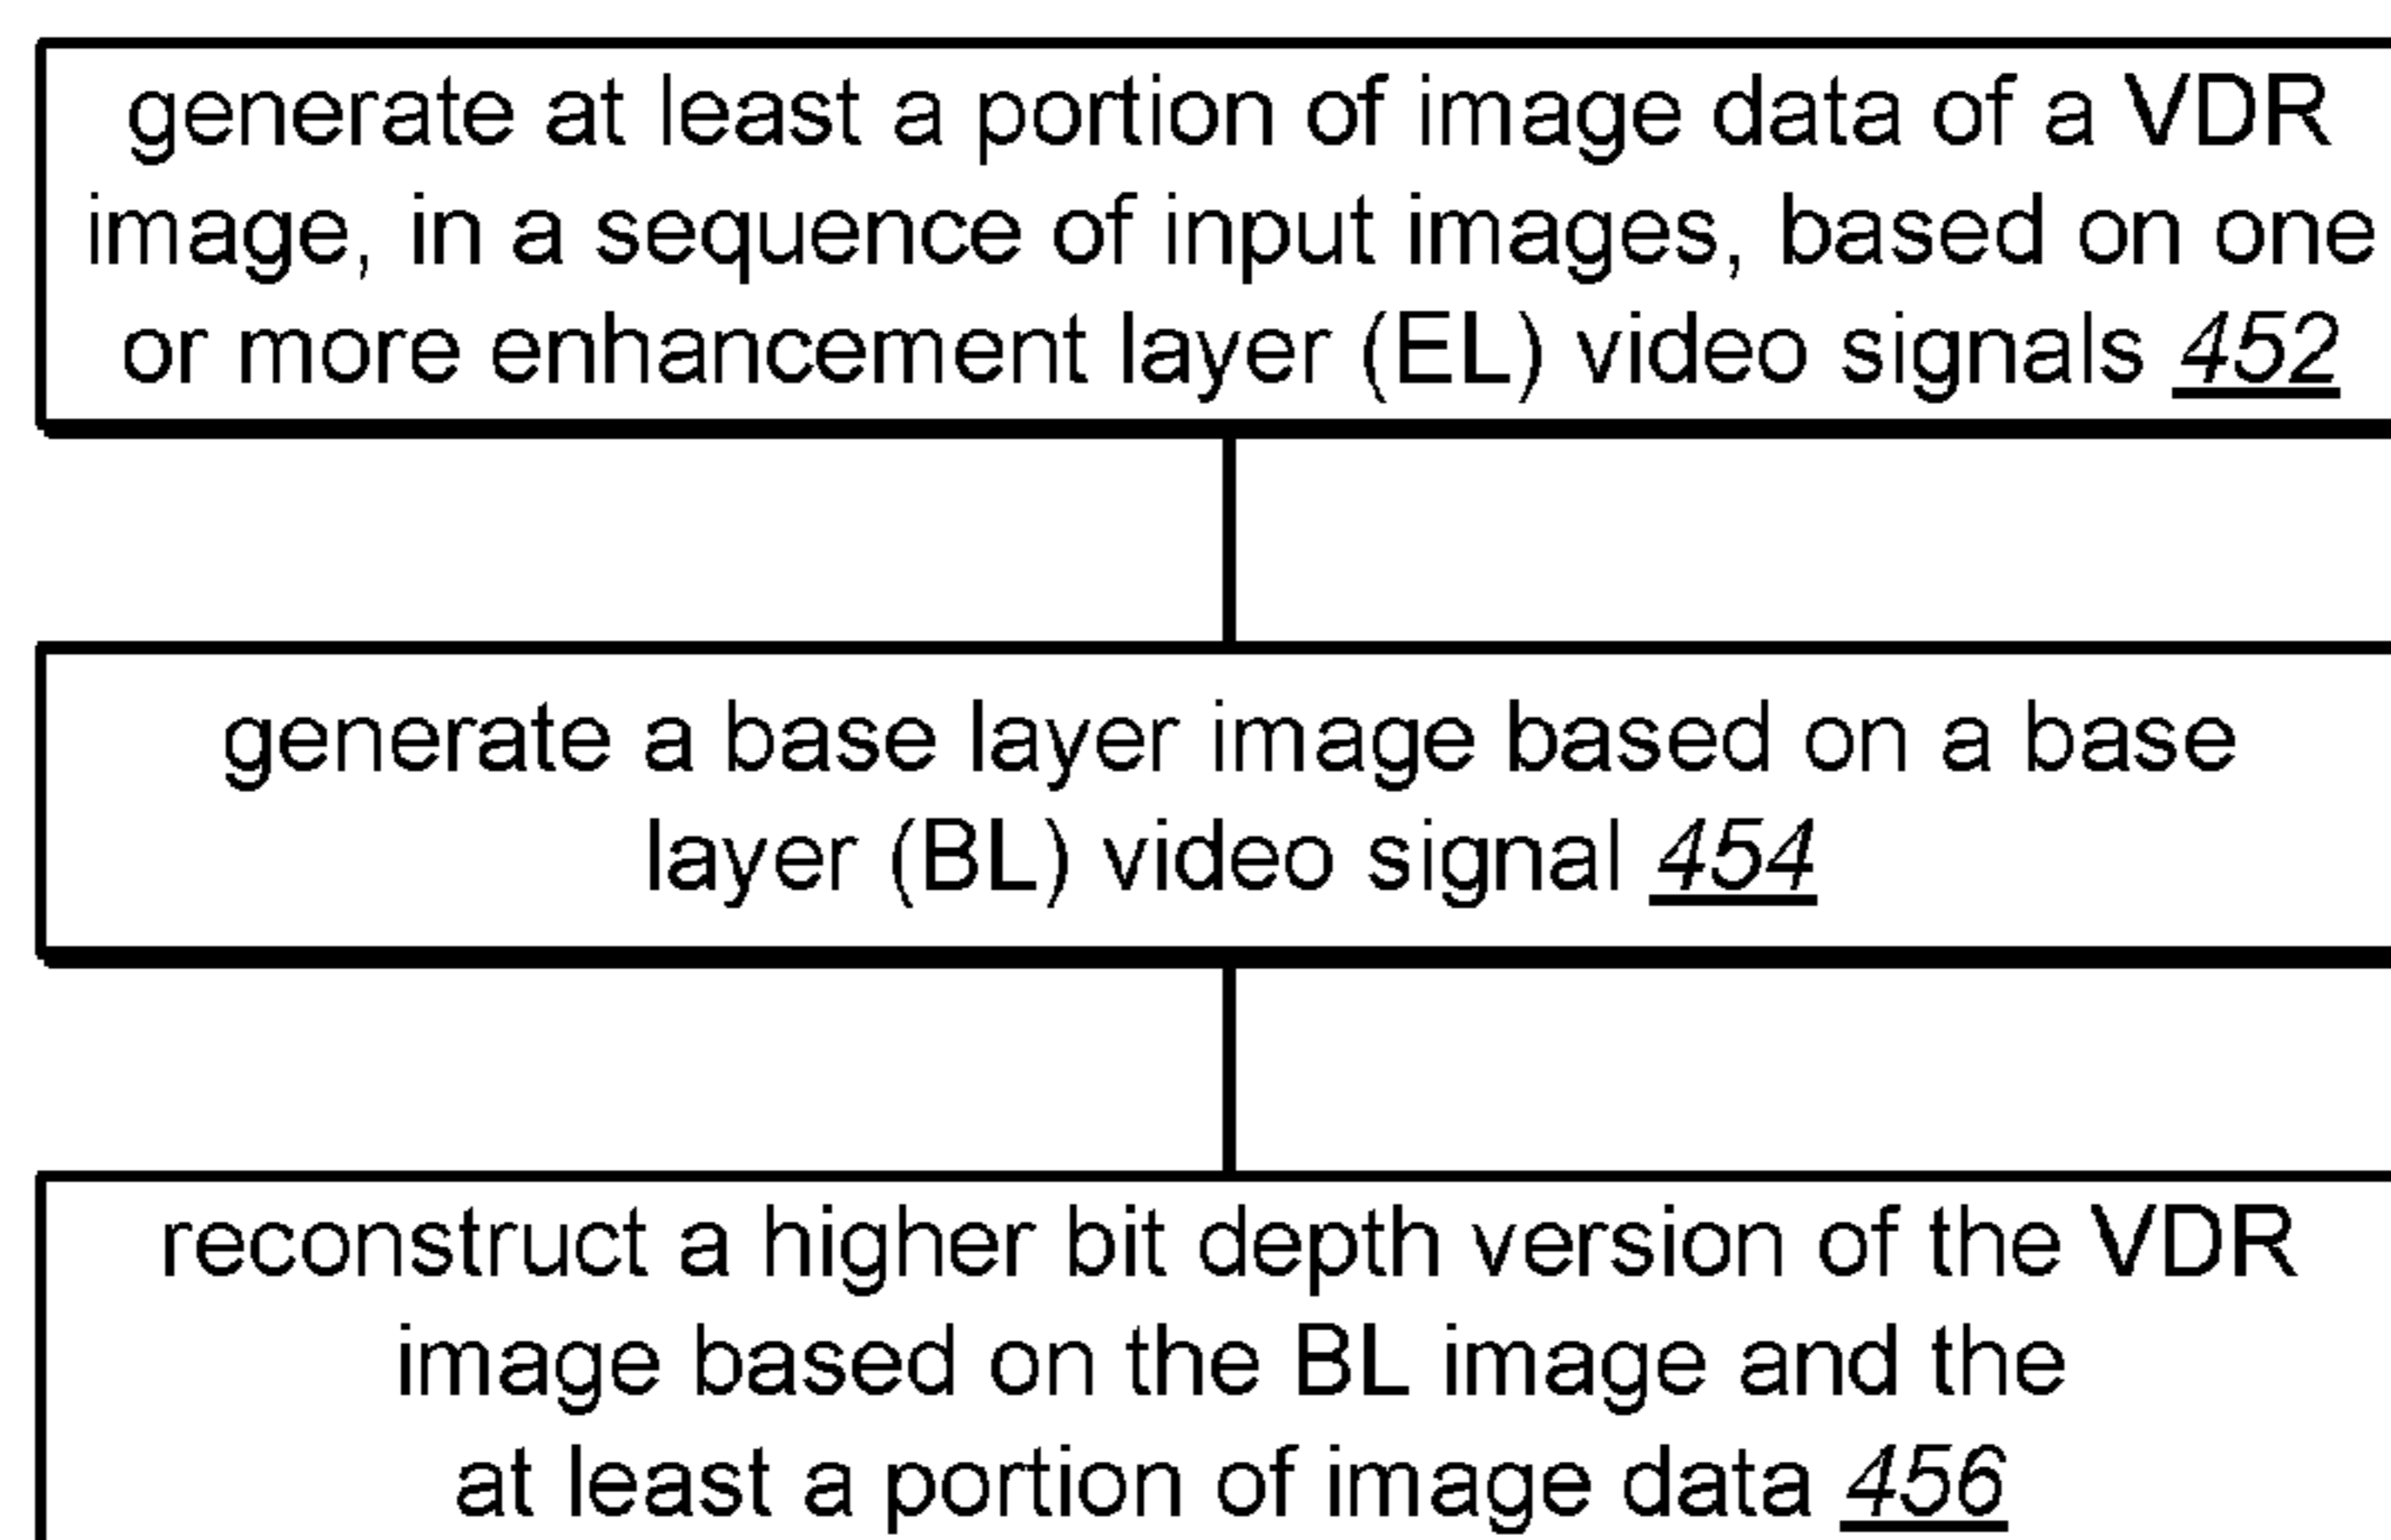 generate at least a portion of image data of a VDR
image, in a sequence of input images, based on one
or more enhancement layer (EL) video signals 452
generate a base layer image based on a base
layer (BL) video signal 454
reconstruct a higher bit depth version of the VDR
image based on the BL image and the
at least a portion of image data 456